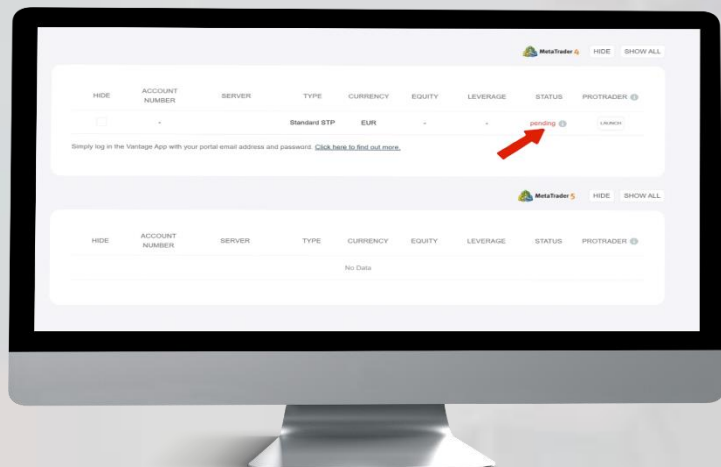 MetaTrader 4 HIDE SHOW ALL
HIDE ACCOUNT NUMBER SERVER TYPE CURRENCY EQUITY LEVERAGE STATUS PROTRADER
- Standard STP EUR - - pending LAUNCH
Simply log in the Vantage App with your portal email address and password. Click here to find out more.
MetaTrader 5 HIDE SHOW ALL
HIDE ACCOUNT NUMBER SERVER TYPE CURRENCY EQUITY LEVERAGE STATUS PROTRADER
No Data